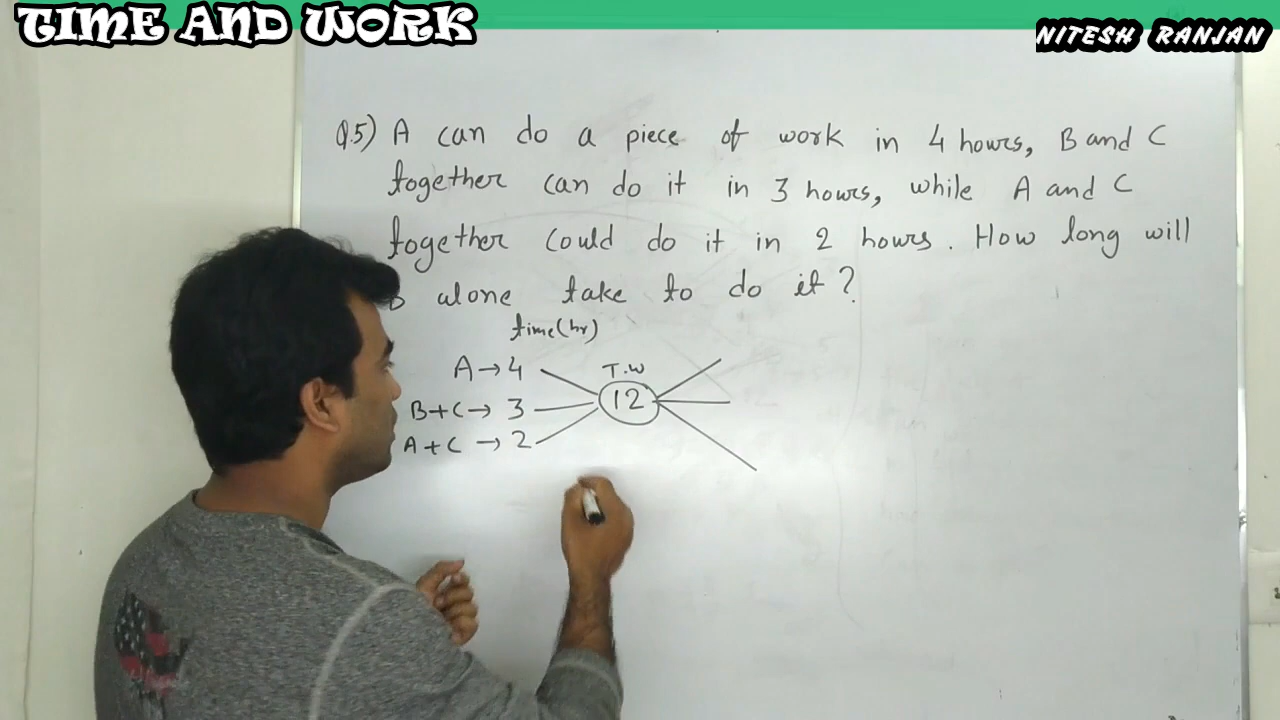 TIME AND WORK
NITESH RANJAN
Q.5) A can do a piece of work in 4 hours, B and C
together can do it in 3 hours, while A and C
together could do it in 2 hours. How long will
B alone take to do it?
time(hr)
A→4 T.W
B+C→3 12
A+C→2